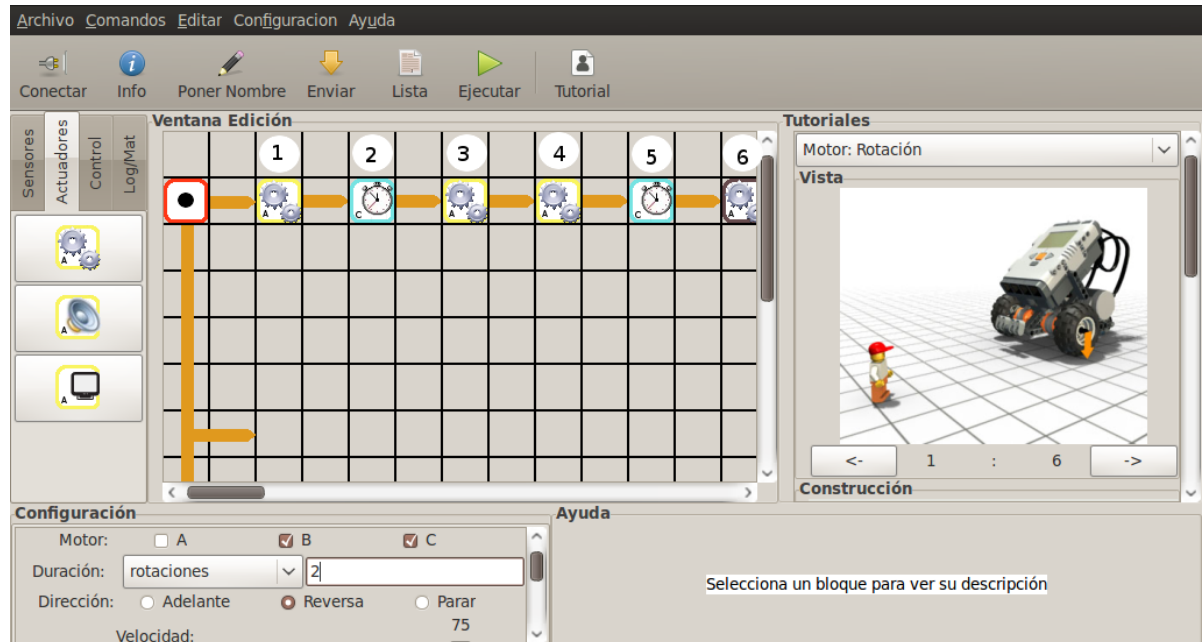 Archivo Comandos Editar Configuracion Ayuda
Conectar Info Poner Nombre Enviar Lista Ejecutar Tutorial
Sensores
Actuadores
Control
Log/Mat
Ventana Edición
1 2 3 4 5 6
A C A A C A
A
A
A
Tutoriales
Motor: Rotación
Vista
<- 1 : 6 ->
Construcción
Configuración
Motor: A B C
Duración: rotaciones 2
Dirección: Adelante Reversa Parar
75
Velocidad:
Ayuda
Selecciona un bloque para ver su descripción